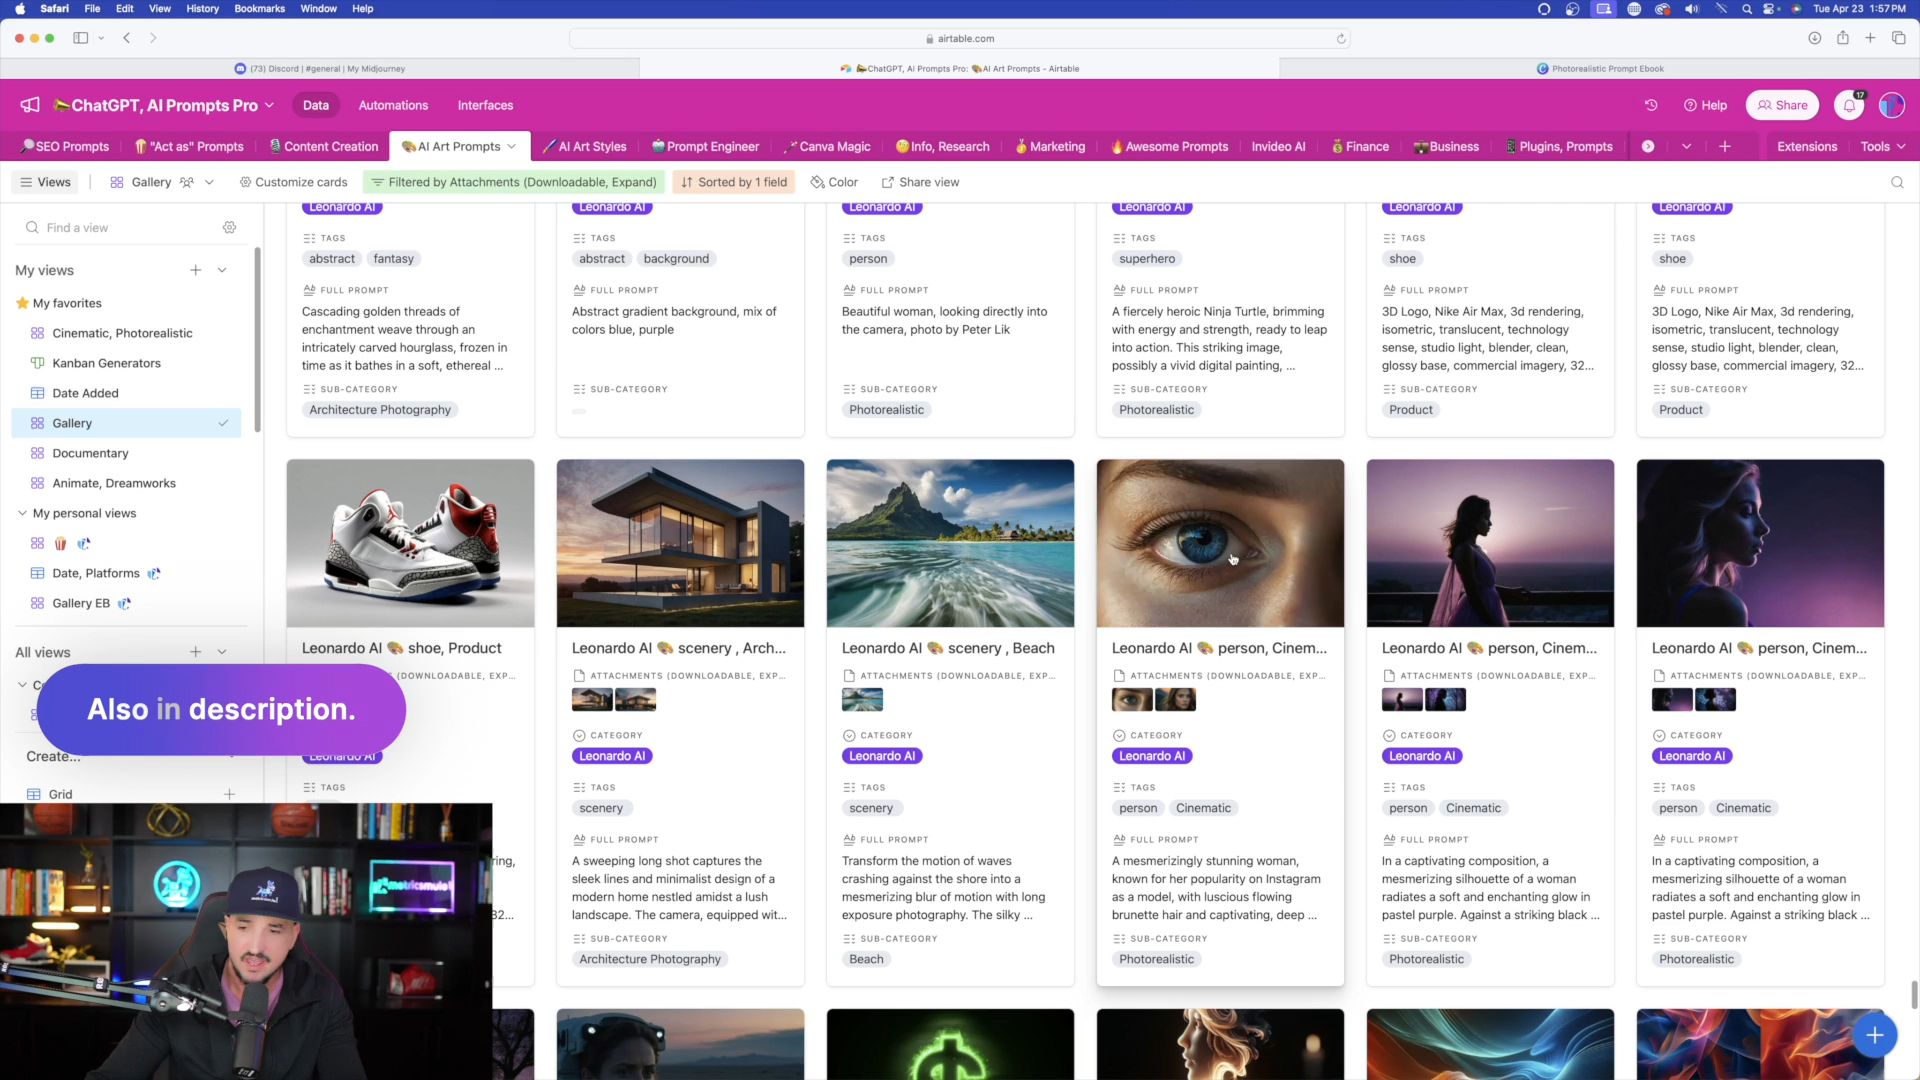 Safari File Edit View History Bookmarks Window Help
Tue Apr 23 1:57 PM
airtable.com
(73) Discord | #general | My Midjourney
ChatGPT, AI Prompts Pro: 🎨AI Art Prompts - Airtable
Photorealistic Prompt Ebook
ChatGPT, AI Prompts Pro
Data Automations Interfaces
Help Share 17
SEO Prompts "Act as" Prompts Content Creation AI Art Prompts AI Art Styles Prompt Engineer Canva Magic Info, Research Marketing Awesome Prompts Invideo AI Finance Business Plugins, Prompts Extensions Tools
Views Gallery Customize cards Filtered by Attachments (Downloadable, Expand) Sorted by 1 field Color Share view
Find a view
My views
My favorites
Cinematic, Photorealistic
Kanban Generators
Date Added
Gallery
Documentary
Animate, Dreamworks
My personal views
Date, Platforms
Gallery EB
All views
Also in description.
Create...
Grid
Leonardo AI
TAGS
abstract fantasy
FULL PROMPT
Cascading golden threads of
enchantment weave through an
intricately carved hourglass, frozen in
time as it bathes in a soft, ethereal ...
SUB-CATEGORY
Architecture Photography
Leonardo AI
TAGS
abstract background
FULL PROMPT
Abstract gradient background, mix of
colors blue, purple
SUB-CATEGORY
Leonardo AI
TAGS
person
FULL PROMPT
Beautiful woman, looking directly into
the camera, photo by Peter Lik
SUB-CATEGORY
Photorealistic
Leonardo AI
TAGS
superhero
FULL PROMPT
A fiercely heroic Ninja Turtle, brimming
with energy and strength, ready to leap
into action. This striking image,
possibly a vivid digital painting, ...
SUB-CATEGORY
Photorealistic
Leonardo AI
TAGS
shoe
FULL PROMPT
3D Logo, Nike Air Max, 3d rendering,
isometric, translucent, technology
sense, studio light, blender, clean,
glossy base, commercial imagery, 32...
SUB-CATEGORY
Product
Leonardo AI
TAGS
shoe
FULL PROMPT
3D Logo, Nike Air Max, 3d rendering,
isometric, translucent, technology
sense, studio light, blender, clean,
glossy base, commercial imagery, 32...
SUB-CATEGORY
Product
Leonardo AI 🎨 shoe, Product
TS (DOWNLOADABLE, EXP...
Leonardo AI
TAGS
ring,
32...
Leonardo AI 🎨 scenery , Arch...
ATTACHMENTS (DOWNLOADABLE, EXP...
CATEGORY
Leonardo AI
TAGS
scenery
FULL PROMPT
A sweeping long shot captures the
sleek lines and minimalist design of a
modern home nestled amidst a lush
landscape. The camera, equipped wit...
SUB-CATEGORY
Architecture Photography
Leonardo AI 🎨 scenery , Beach
ATTACHMENTS (DOWNLOADABLE, EXP...
CATEGORY
Leonardo AI
TAGS
scenery
FULL PROMPT
Transform the motion of waves
crashing against the shore into a
mesmerizing blur of motion with long
exposure photography. The silky ...
SUB-CATEGORY
Beach
Leonardo AI 🎨 person, Cinem...
ATTACHMENTS (DOWNLOADABLE, EXP...
CATEGORY
Leonardo AI
TAGS
person Cinematic
FULL PROMPT
A mesmerizingly stunning woman,
known for her popularity on Instagram
as a model, with luscious flowing
brunette hair and captivating, deep ...
SUB-CATEGORY
Photorealistic
Leonardo AI 🎨 person, Cinem...
ATTACHMENTS (DOWNLOADABLE, EXP...
CATEGORY
Leonardo AI
TAGS
person Cinematic
FULL PROMPT
In a captivating composition, a
mesmerizing silhouette of a woman
radiates a soft and enchanting glow in
pastel purple. Against a striking black ...
SUB-CATEGORY
Photorealistic
Leonardo AI 🎨 person, Cinem...
ATTACHMENTS (DOWNLOADABLE, EXP...
CATEGORY
Leonardo AI
TAGS
person Cinematic
FULL PROMPT
In a captivating composition, a
mesmerizing silhouette of a woman
radiates a soft and enchanting glow in
pastel purple. Against a striking black ...
SUB-CATEGORY
Photorealistic